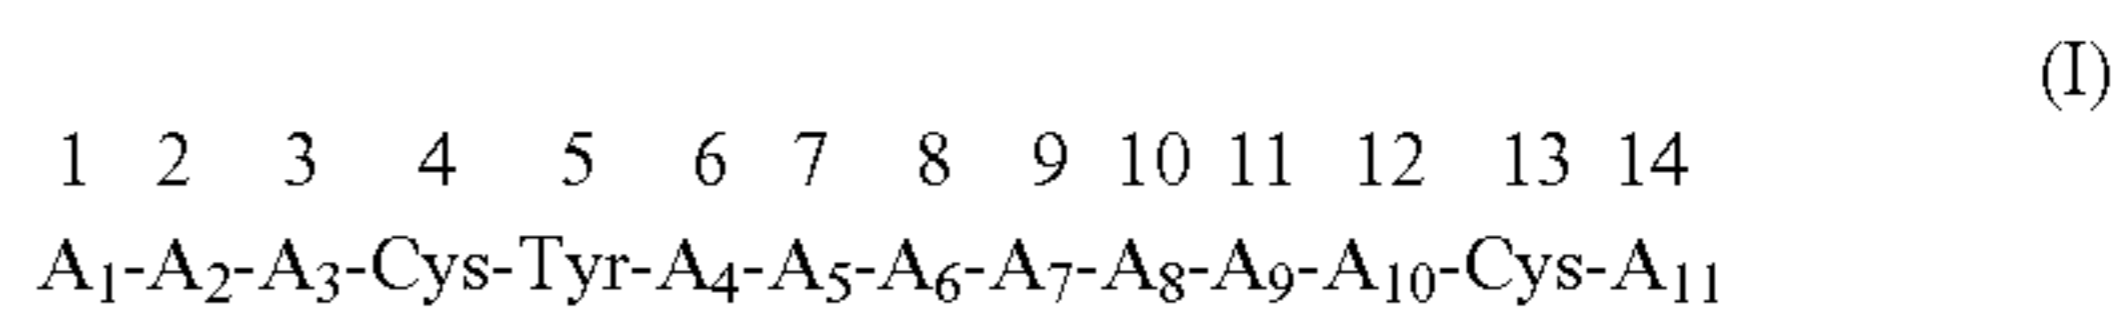 (I)
1 2 3 4 5 6 7 8 9 10 11 12 13 14
A₁-A₂-A₃-Cys-Tyr-A₄-A₅-A₆-A₇-A₈-A₉-A₁₀-Cys-A₁₁